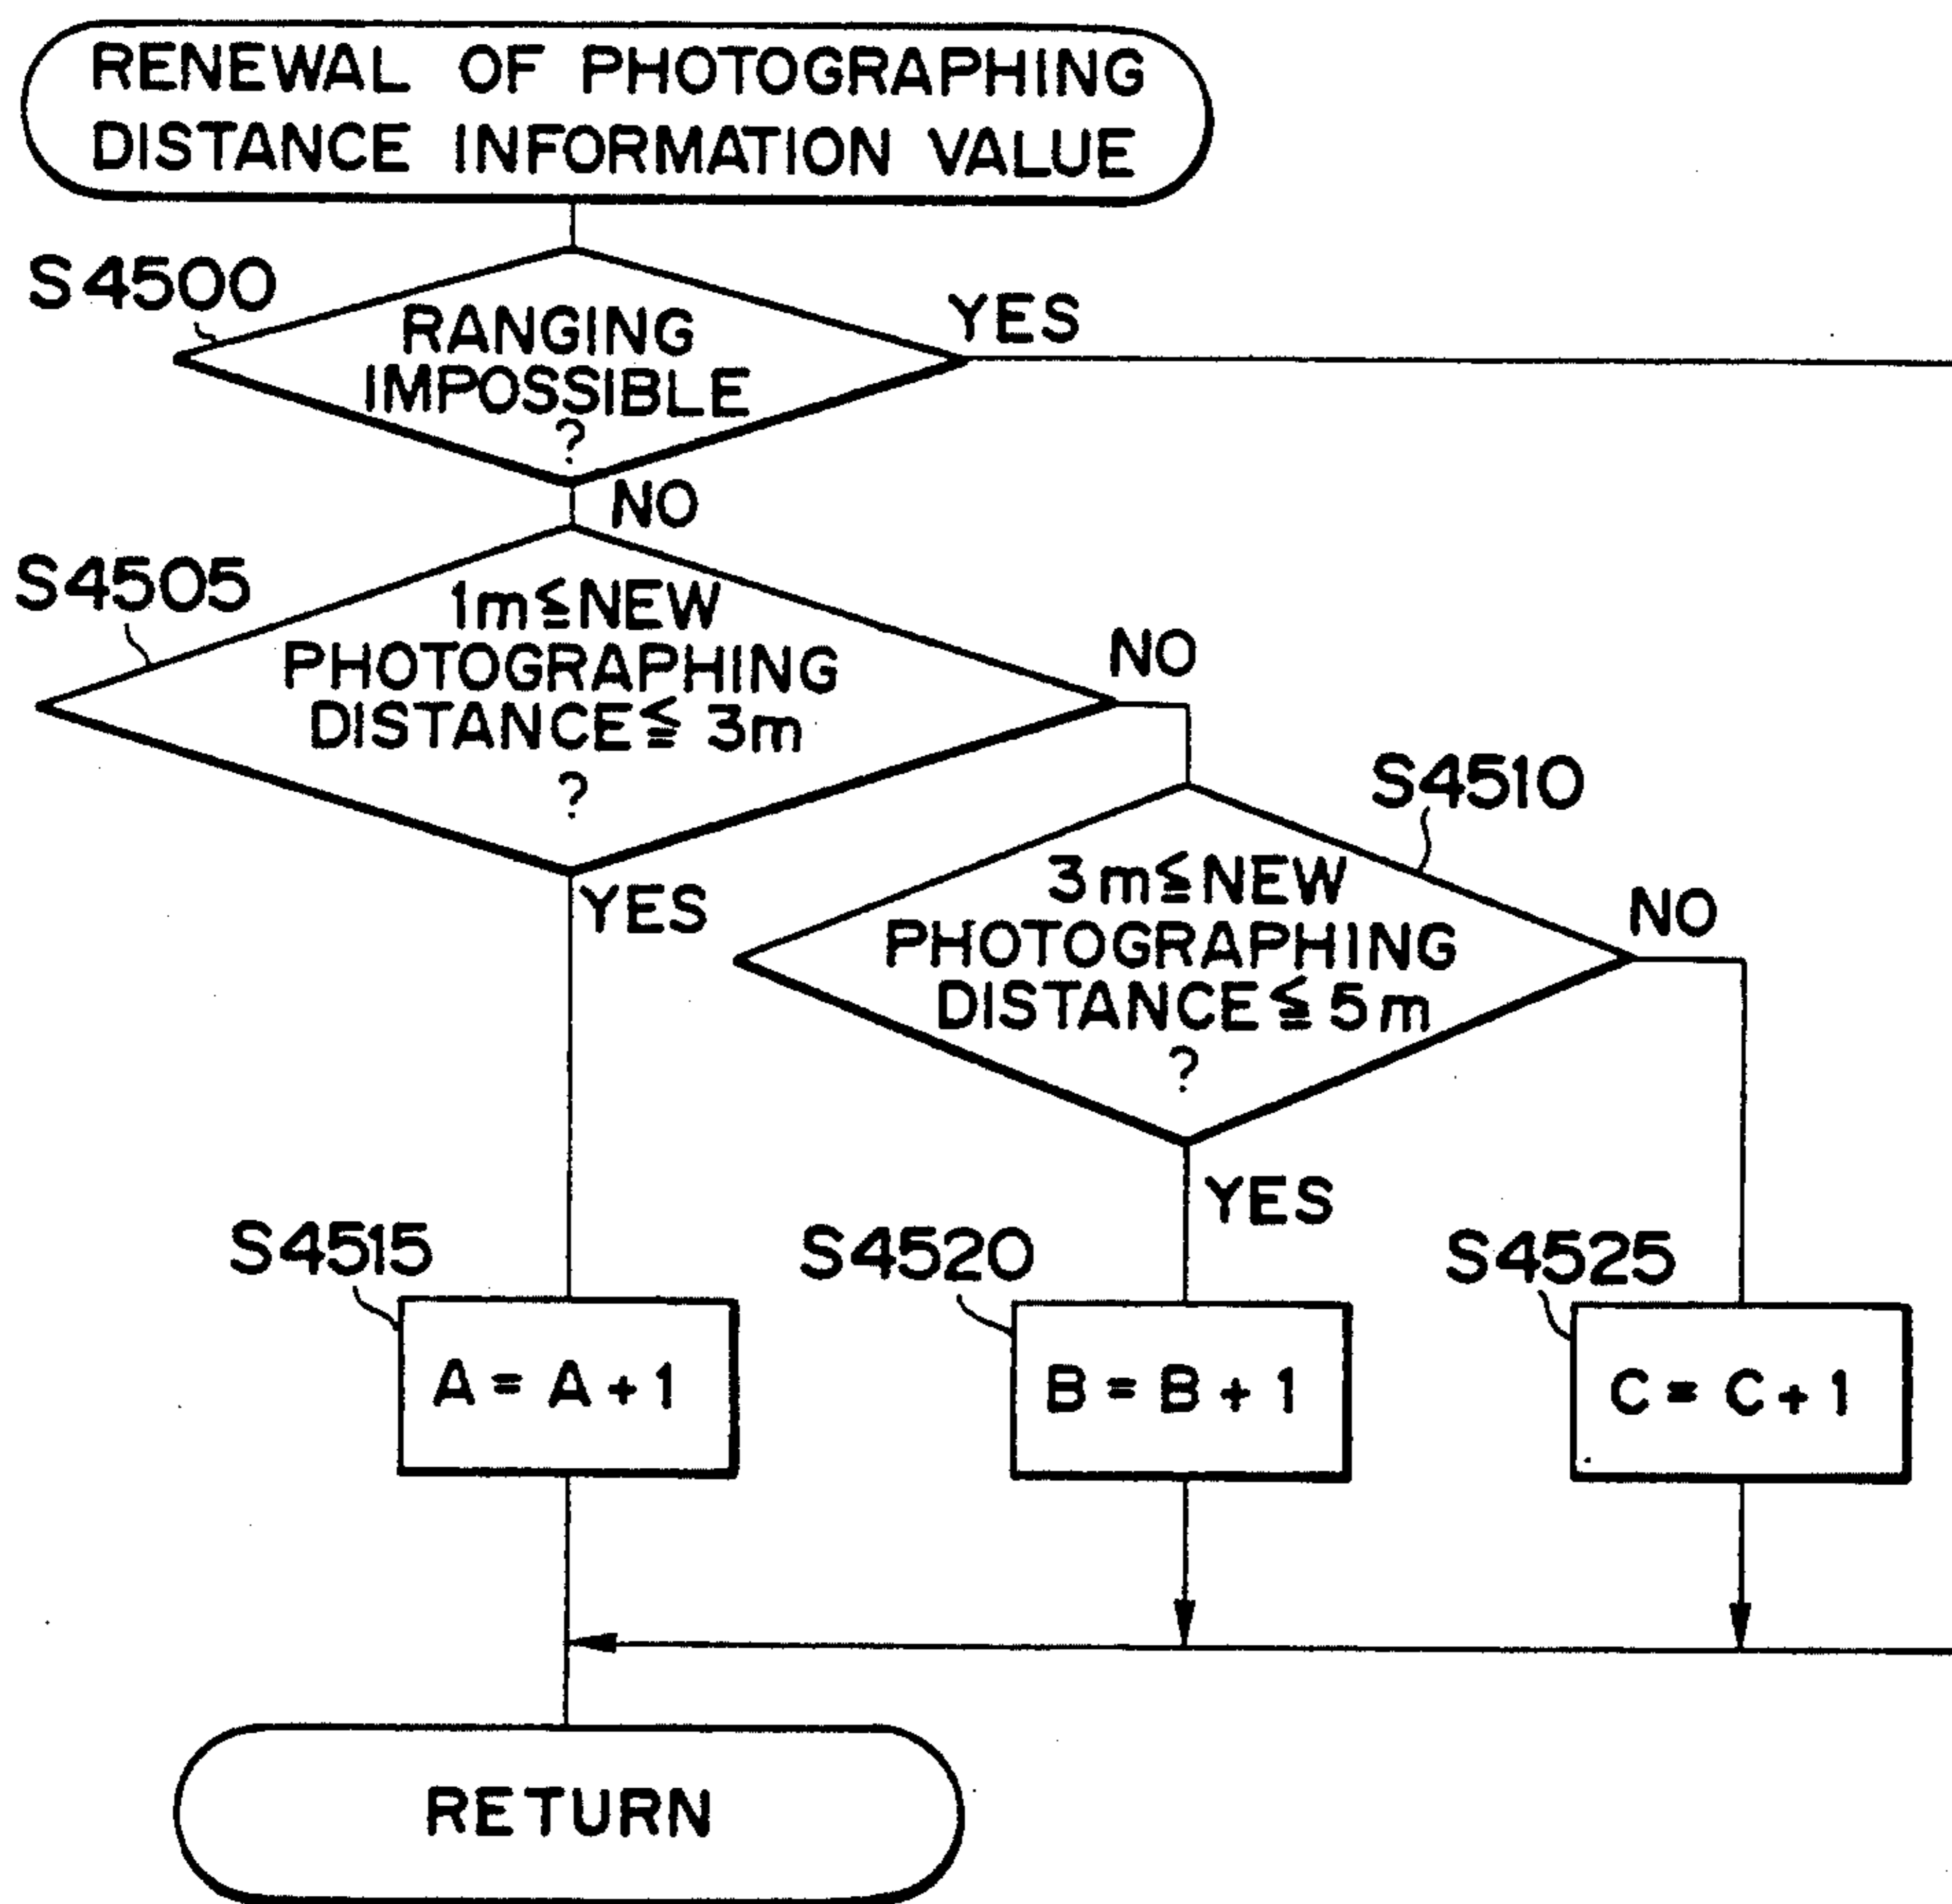 RENEWAL OF PHOTOGRAPHING
DISTANCE INFORMATION VALUE
S4500
RANGING
IMPOSSIBLE
?
YES
NO
S4505
1m≦NEW
PHOTOGRAPHING
DISTANCE≦ 3m
?
NO
YES
S4510
3m≦NEW
PHOTOGRAPHING
DISTANCE≦5m
?
NO
YES
S4515
A = A + 1
S4520
B = B + 1
S4525
C = C + 1
RETURN